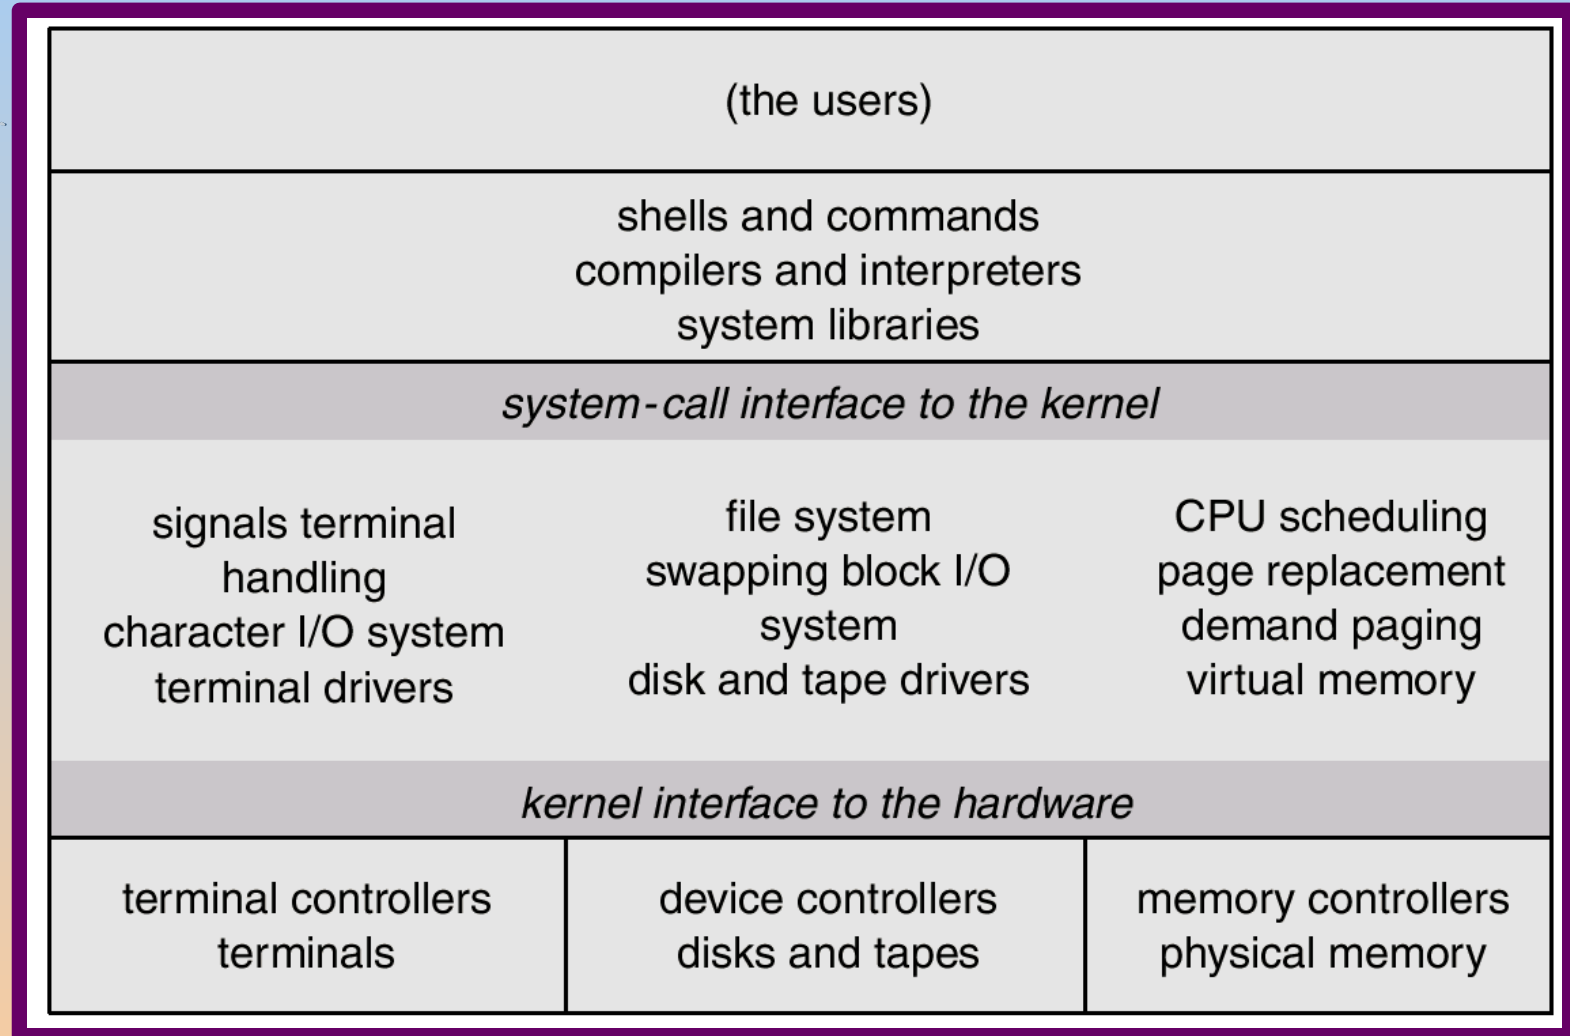 (the users)
shells and commands
compilers and interpreters
system libraries
system-call interface to the kernel
signals terminal
handling
character I/O system
terminal drivers
file system
swapping block I/O
system
disk and tape drivers
CPU scheduling
page replacement
demand paging
virtual memory
kernel interface to the hardware
terminal controllers
terminals
device controllers
disks and tapes
memory controllers
physical memory